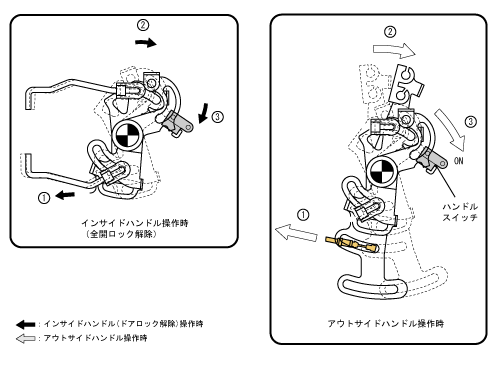 ②
③
①
インサイドハンドル操作時
（全開ロック解除）
②
③
ON
ハンドル
スイッチ
①
アウトサイドハンドル操作時
：インサイドハンドル（ドアロック解除）操作時
：アウトサイドハンドル操作時